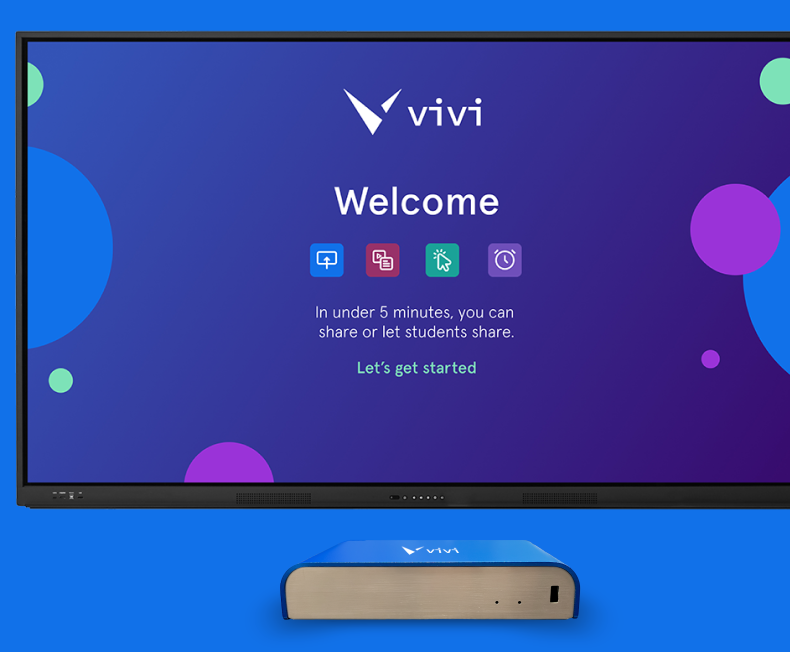 vivi
Welcome
In under 5 minutes, you can
share or let students share.
Let's get started
vivi